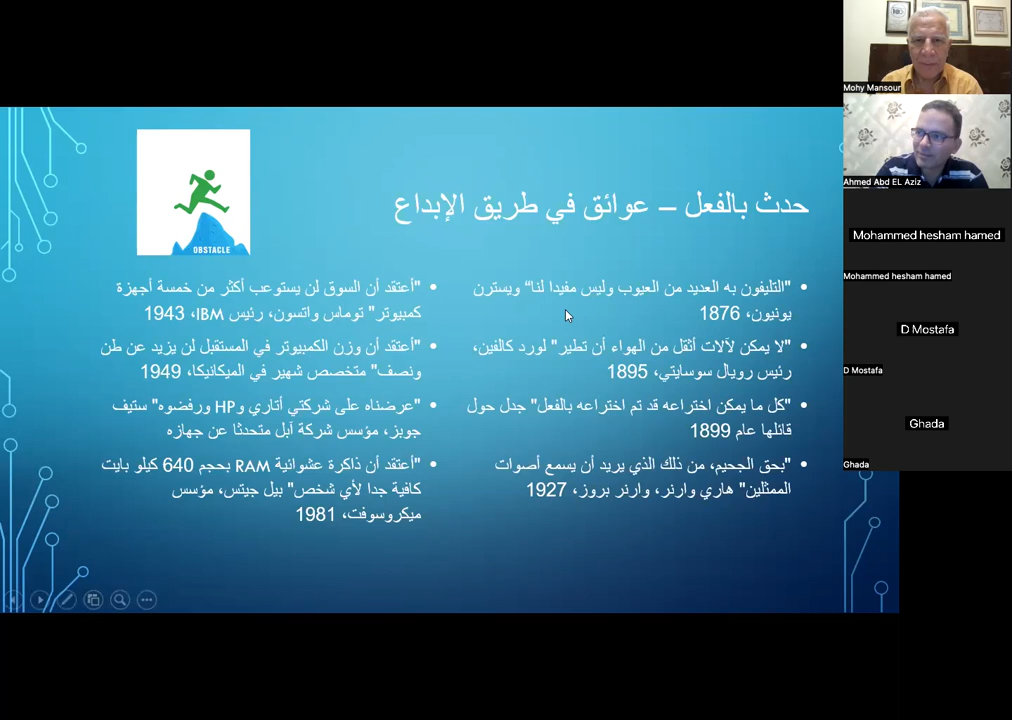 حدث بالفعل – عوائق في طريق الإبداع
OBSTACLE
"التليفون به العديد من العيوب وليس مفيدا لنا" ويسترن
يونيون، 1876
"لا يمكن لآلات أثقل من الهواء أن تطير" لورد كالفين،
رئيس رويال سوسايتي، 1895
"كل ما يمكن اختراعه قد تم اختراعه بالفعل" جدل حول
قائلها عام 1899
"بحق الجحيم، من ذلك الذي يريد أن يسمع أصوات
الممثلين" هاري وارنر، وارنر بروز، 1927
"أعتقد أن السوق لن يستوعب أكثر من خمسة أجهزة
كمبيوتر" توماس واتسون، رئيس IBM، 1943
"أعتقد أن وزن الكمبيوتر في المستقبل لن يزيد عن طن
ونصف" متخصص شهير في الميكانيكا، 1949
"عرضناه على شركتي أتاري وHP ورفضوه" ستيف
جوبز، مؤسس شركة آبل متحدثا عن جهازه
"أعتقد أن ذاكرة عشوائية RAM بحجم 640 كيلو بايت
كافية جدا لأي شخص" بيل جيتس، مؤسس
ميكروسوفت، 1981
Mohy Mansour
Ahmed Abd EL Aziz
Mohammed hesham hamed
Mohammed hesham hamed
D Mostafa
D Mostafa
Ghada
Ghada